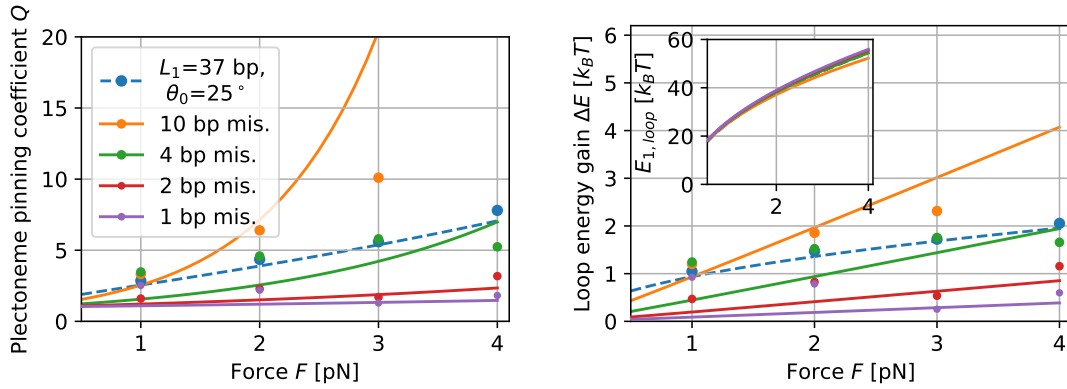 Plectoneme pinning coefficient Q
20
15
10
5
0
L₁=37 bp,
θ₀=25°
10 bp mis.
4 bp mis.
2 bp mis.
1 bp mis.
1 2 3 4
Force F [pN]
Loop energy gain ΔE [k_BT]
6
5
4
3
2
1
0
E₁,loop [k_BT]
60
40
20
0
2 4
1 2 3 4
Force F [pN]